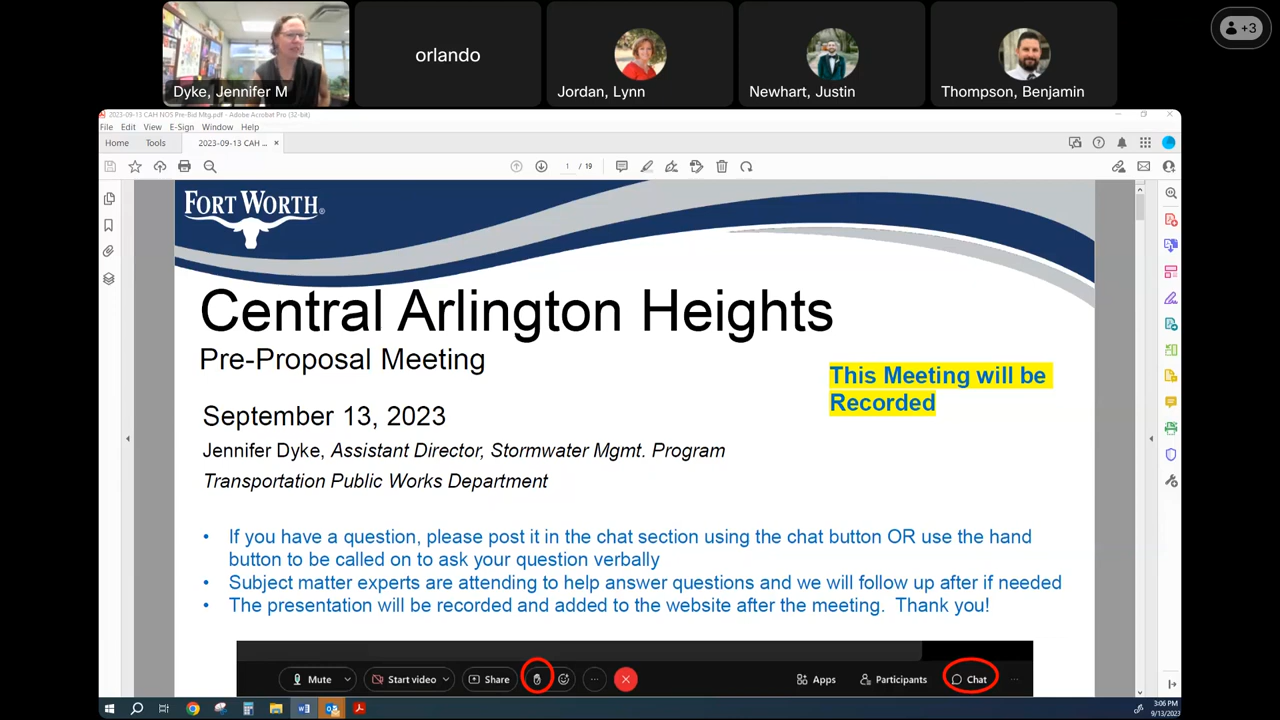 +3
Dyke, Jennifer M
orlando
Jordan, Lynn
Newhart, Justin
Thompson, Benjamin
2023-09-13 CAH NOS Pre-Bid Mtg.pdf - Adobe Acrobat Pro (32-bit)
File Edit View E-Sign Window Help
Home Tools 2023-09-13 CAH ... ×
1 / 19
FORT WORTH®
Central Arlington Heights
Pre-Proposal Meeting
This Meeting will be
Recorded
September 13, 2023
Jennifer Dyke, Assistant Director, Stormwater Mgmt. Program
Transportation Public Works Department
• If you have a question, please post it in the chat section using the chat button OR use the hand
button to be called on to ask your question verbally
• Subject matter experts are attending to help answer questions and we will follow up after if needed
• The presentation will be recorded and added to the website after the meeting. Thank you!
Mute Start video Share Apps Participants Chat
3:06 PM
9/13/2023